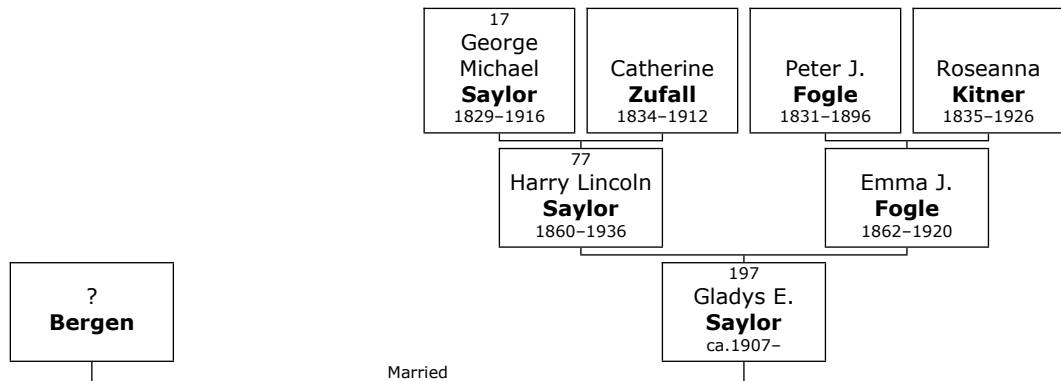 17
George
Michael
Saylor
1829–1916
Catherine
Zufall
1834–1912
Peter J.
Fogle
1831–1896
Roseanna
Kitner
1835–1926
77
Harry Lincoln
Saylor
1860–1936
Emma J.
Fogle
1862–1920
?
Bergen
197
Gladys E.
Saylor
ca.1907–
Married